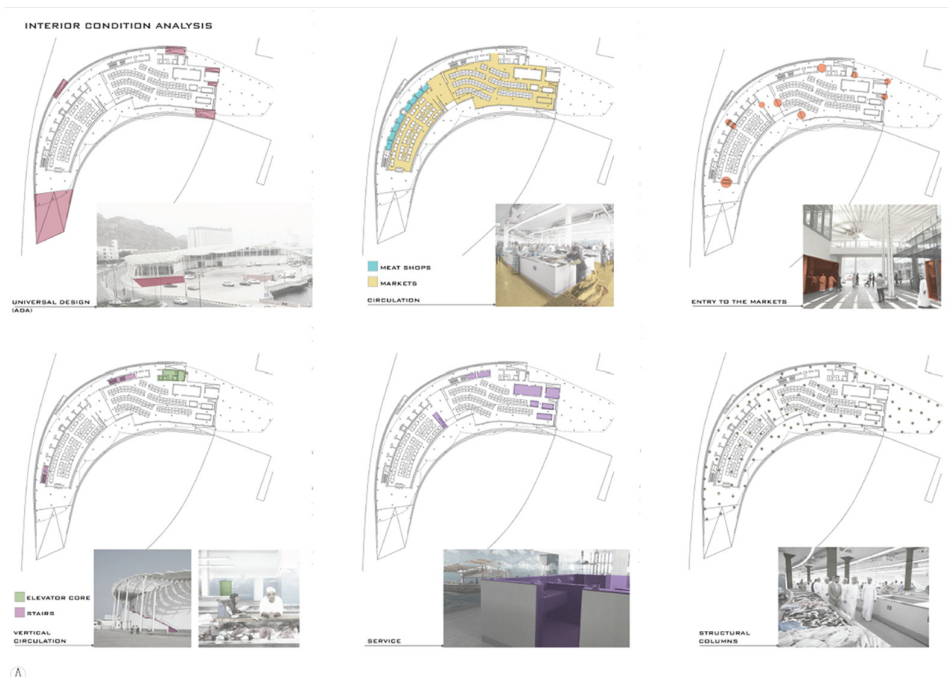 INTERIOR CONDITION ANALYSIS
UNIVERSAL DESIGN
(ADA)
MEAT SHOPS
MARKETS
CIRCULATION
ENTRY TO THE MARKETS
ELEVATOR CORE
STAIRS
VERTICAL
CIRCULATION
SERVICE
STRUCTURAL
COLUMNS